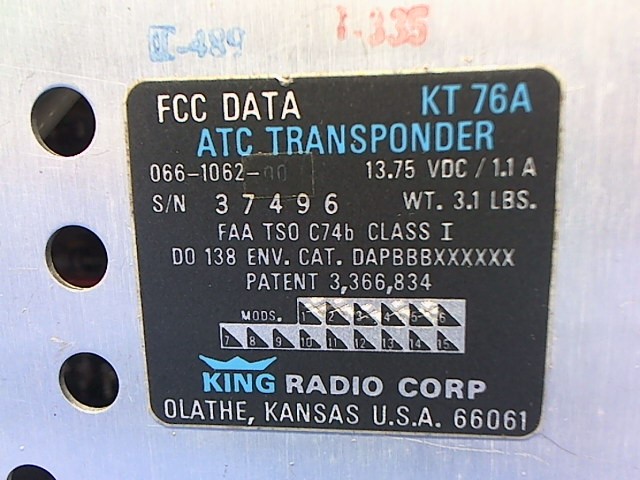 II-489 I-335
FCC DATA KT 76A
ATC TRANSPONDER
066-1062-00 13.75 VDC / 1.1 A
S/N 37496 WT. 3.1 LBS.
FAA TSO C74b CLASS I
DO 138 ENV. CAT. DAPBBBXXXXXX
PATENT 3,366,834
MODS. 1 2 3 4 5 6
7 8 9 10 11 12 13 14 15
KING RADIO CORP
OLATHE, KANSAS U.S.A. 66061